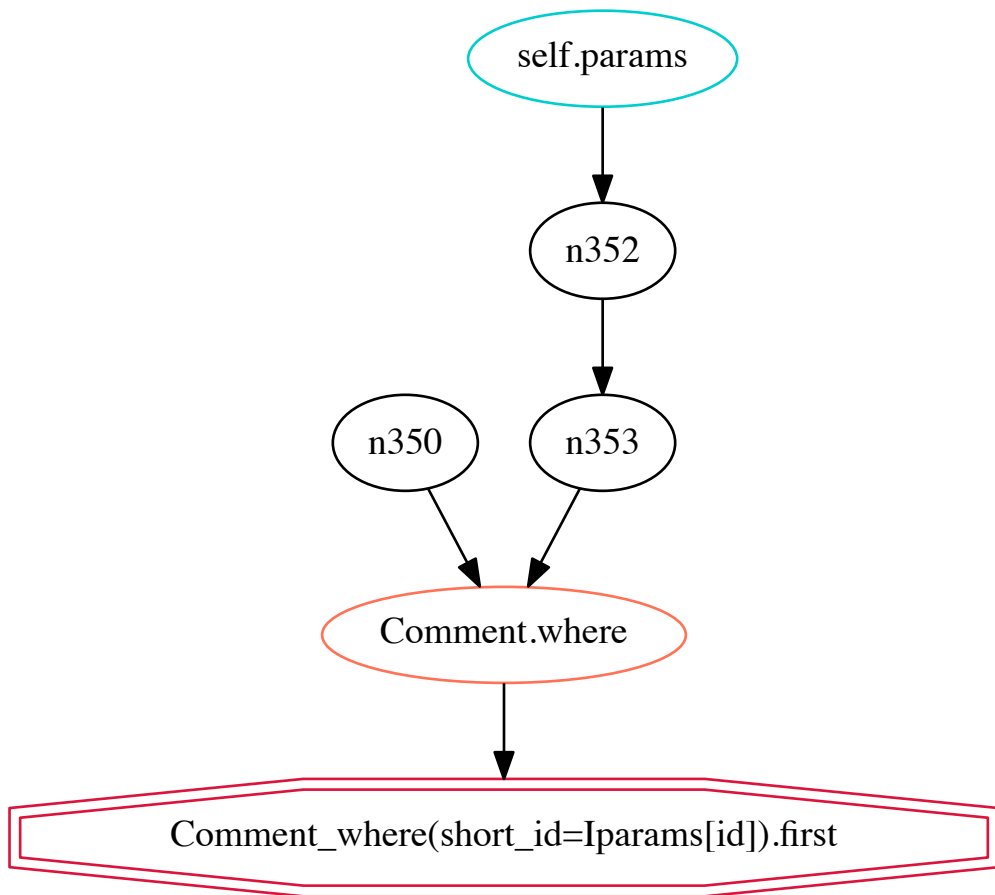 self.params
n352
n350
n353
Comment.where
Comment_where(short_id=Iparams[id]).first